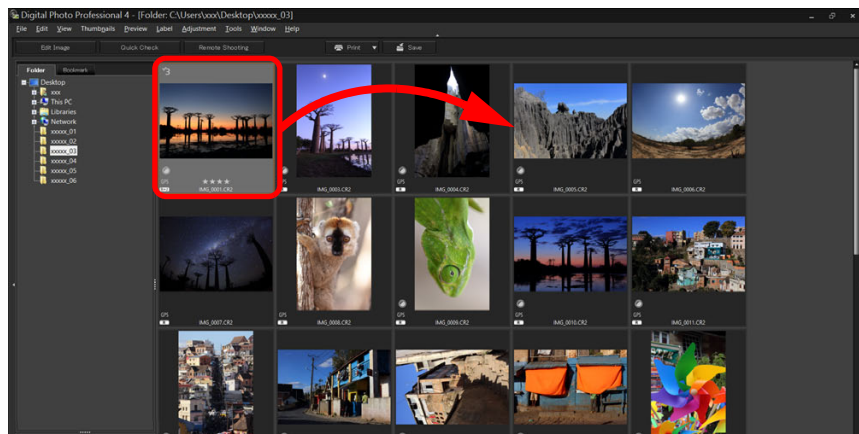 Digital Photo Professional 4 - [Folder: C:\Users\xxx\Desktop\xxxxx_03]
File Edit View Thumbnails Preview Label Adjustment Tools Window Help
Edit Image Quick Check Remote Shooting Print Save
Folder Bookmark
Desktop
xxx
This PC
Libraries
Network
xxxxx_01
xxxxx_02
xxxxx_03
xxxxx_04
xxxxx_05
xxxxx_06
3
GPS GPS GPS GPS GPS
IMG_0001.CR2 IMG_0003.CR2 IMG_0004.CR2 IMG_0005.CR2 IMG_0006.CR2
GPS GPS GPS GPS GPS
IMG_0007.CR2 IMG_0008.CR2 IMG_0009.CR2 IMG_0010.CR2 IMG_0011.CR2